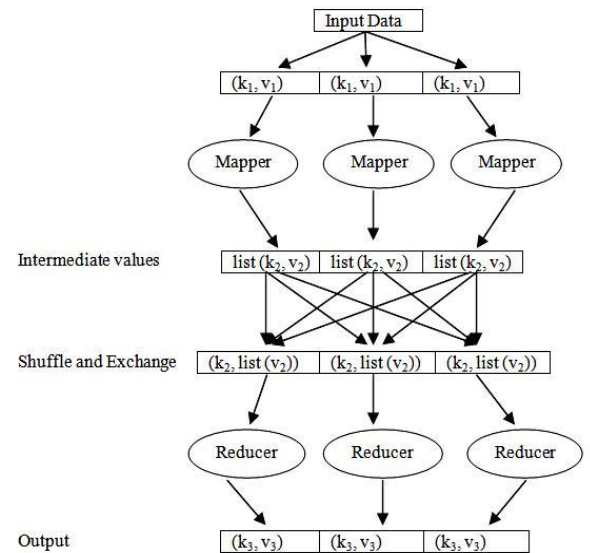 Input Data
(k₁, v₁) (k₁, v₁) (k₁, v₁)
Mapper Mapper Mapper
Intermediate values list (k₂, v₂) list (k₂, v₂) list (k₂, v₂)
Shuffle and Exchange (k₂, list (v₂)) (k₂, list (v₂)) (k₂, list (v₂))
Reducer Reducer Reducer
Output (k₃, v₃) (k₃, v₃) (k₃, v₃)